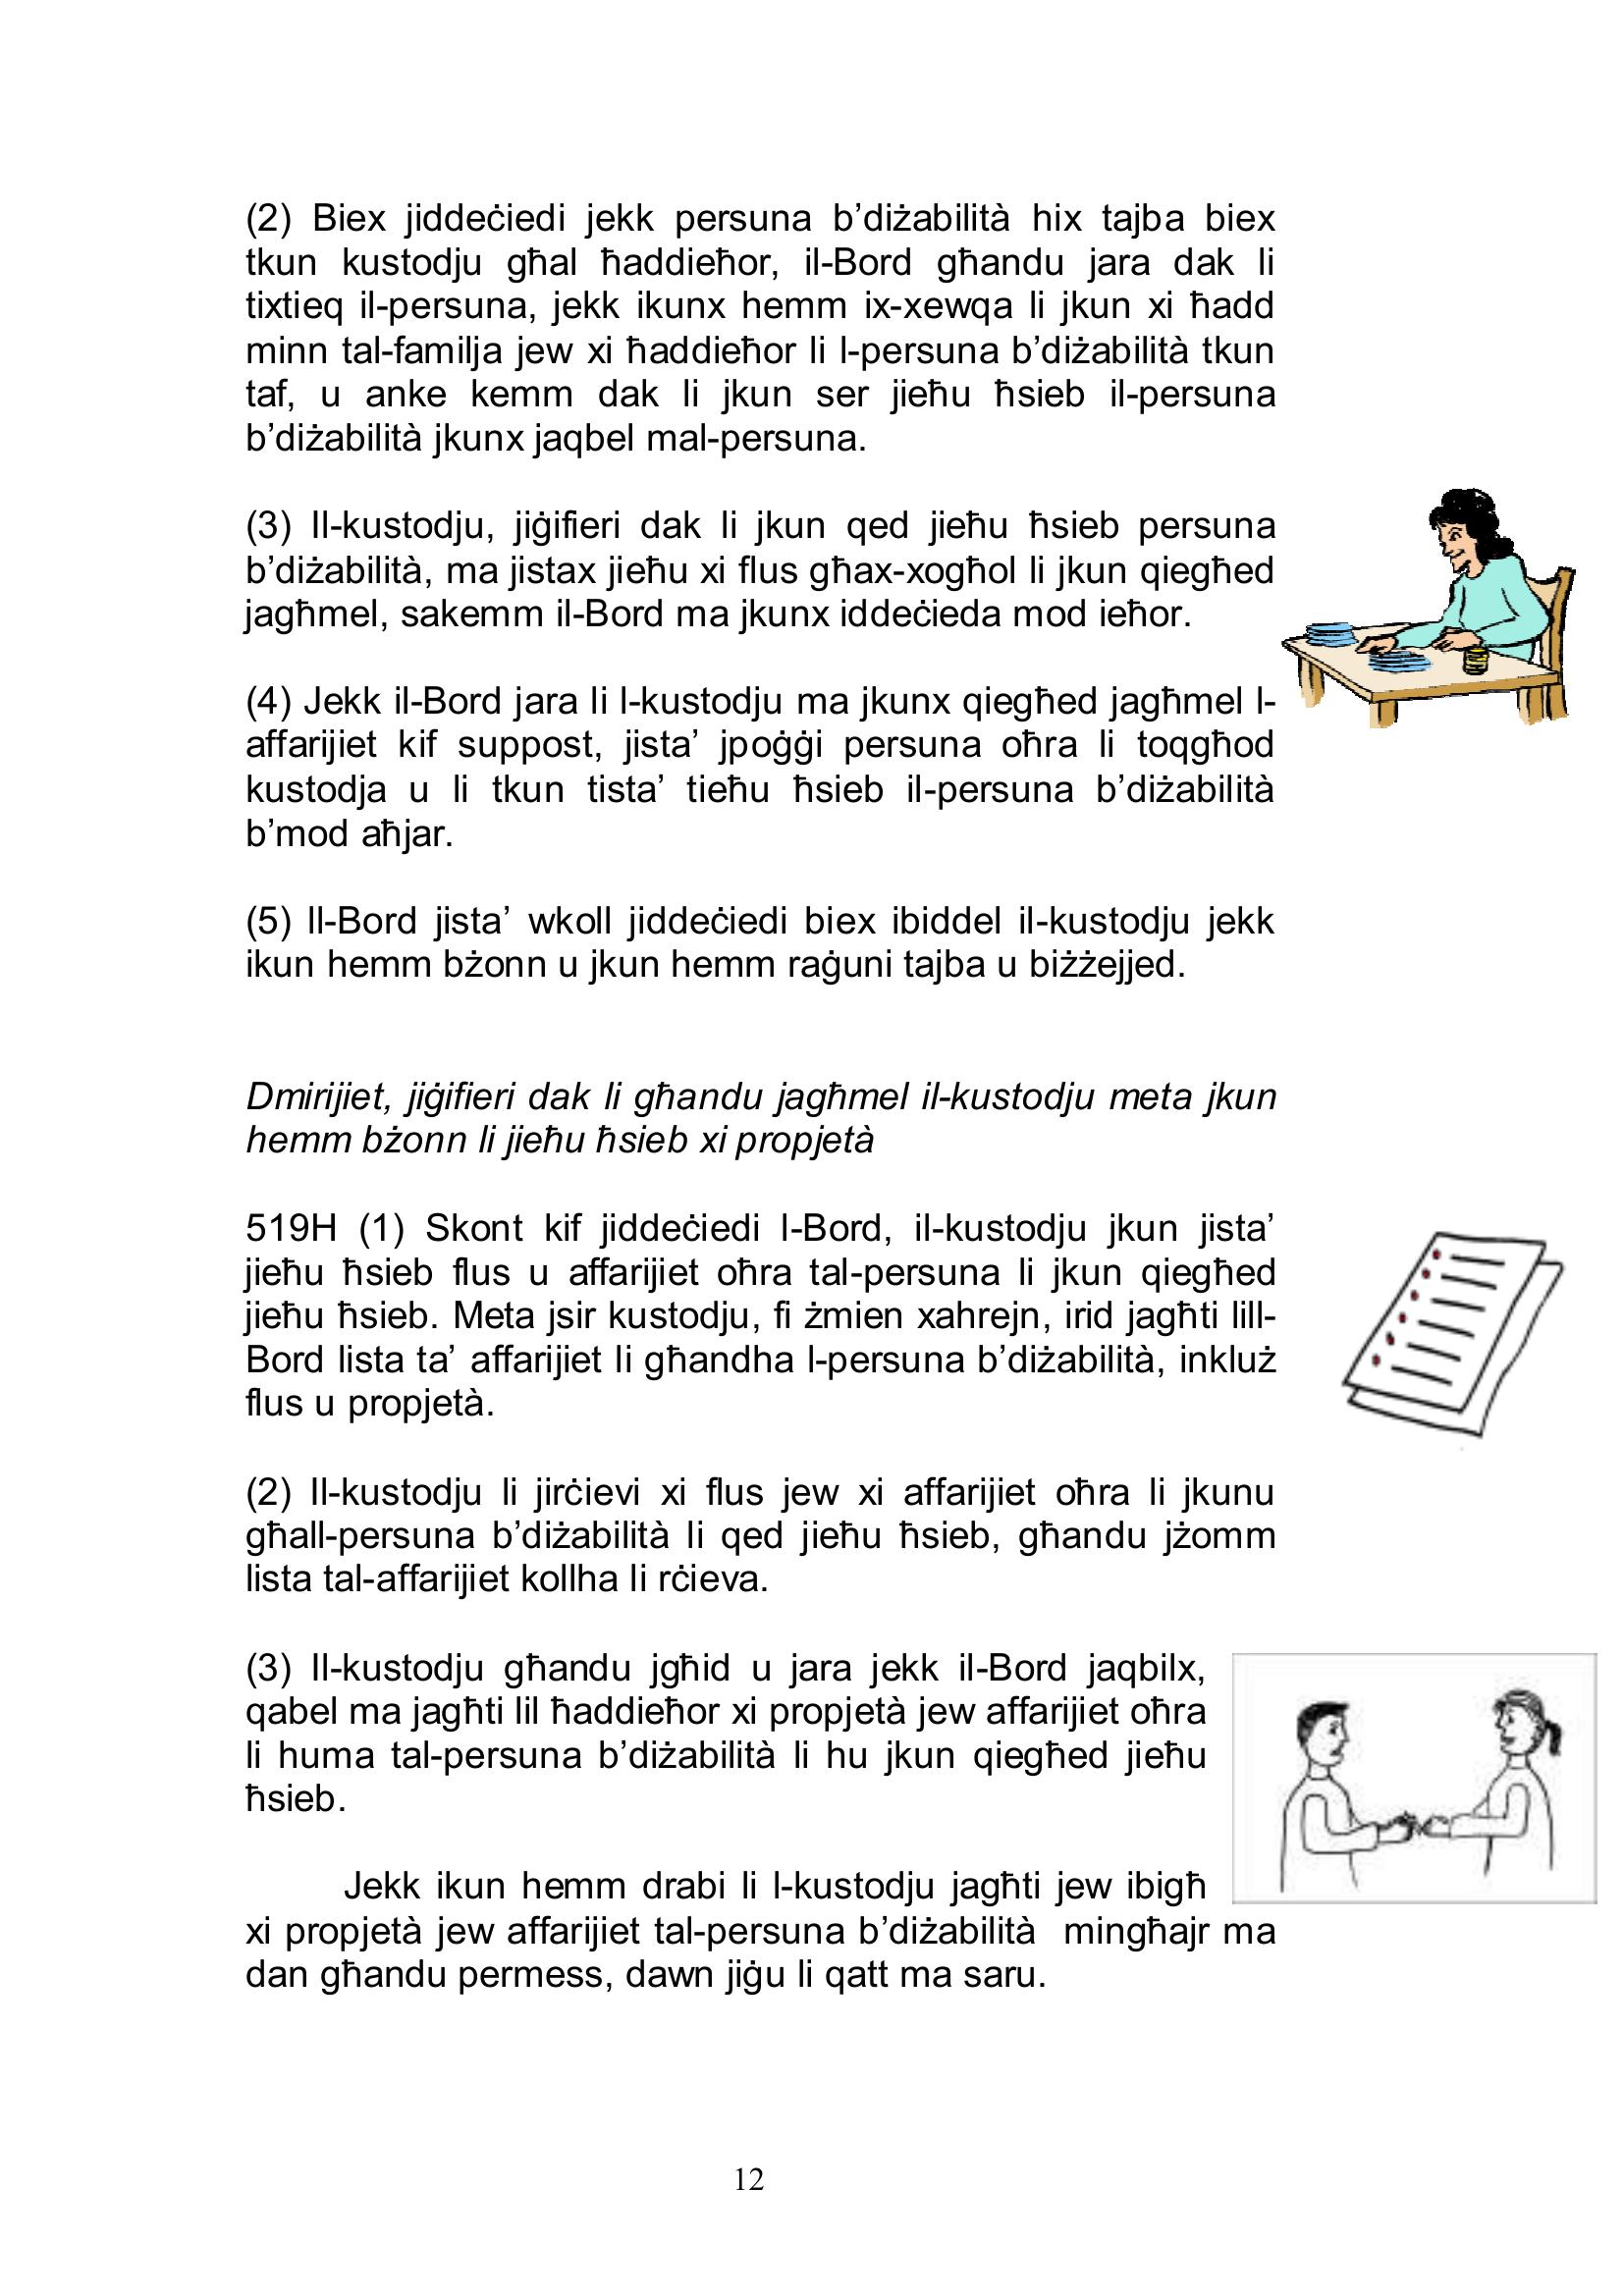 (2) Biex jiddeċiedi jekk persuna b’diżabilità hix tajba biex
tkun kustodju għal ħaddieħor, il-Bord għandu jara dak li
tixtieq il-persuna, jekk ikunx hemm ix-xewqa li jkun xi ħadd
minn tal-familja jew xi ħaddieħor li l-persuna b’diżabilità tkun
taf, u anke kemm dak li jkun ser jieħu ħsieb il-persuna
b’diżabilità jkunx jaqbel mal-persuna.
(3) Il-kustodju, jiġifieri dak li jkun qed jieħu ħsieb persuna
b’diżabilità, ma jistax jieħu xi flus għax-xogħol li jkun qiegħed
jagħmel, sakemm il-Bord ma jkunx iddeċieda mod ieħor.
(4) Jekk il-Bord jara li l-kustodju ma jkunx qiegħed jagħmel l-
affarijiet kif suppost, jista’ jpoġġi persuna oħra li toqgħod
kustodja u li tkun tista’ tieħu ħsieb il-persuna b’diżabilità
b’mod aħjar.
(5) Il-Bord jista’ wkoll jiddeċiedi biex ibiddel il-kustodju jekk
ikun hemm bżonn u jkun hemm raġuni tajba u biżżejjed.
Dmirijiet, jiġifieri dak li għandu jagħmel il-kustodju meta jkun
hemm bżonn li jieħu ħsieb xi propjetà
519H (1) Skont kif jiddeċiedi l-Bord, il-kustodju jkun jista’
jieħu ħsieb flus u affarijiet oħra tal-persuna li jkun qiegħed
jieħu ħsieb. Meta jsir kustodju, fi żmien xahrejn, irid jagħti lill-
Bord lista ta’ affarijiet li għandha l-persuna b’diżabilità, inkluż
flus u propjetà.
(2) Il-kustodju li jirċievi xi flus jew xi affarijiet oħra li jkunu
għall-persuna b’diżabilità li qed jieħu ħsieb, għandu jżomm
lista tal-affarijiet kollha li rċieva.
(3) Il-kustodju għandu jgħid u jara jekk il-Bord jaqbilx,
qabel ma jagħti lil ħaddieħor xi propjetà jew affarijiet oħra
li huma tal-persuna b’diżabilità li hu jkun qiegħed jieħu
ħsieb.
Jekk ikun hemm drabi li l-kustodju jagħti jew ibigħ
xi propjetà jew affarijiet tal-persuna b’diżabilità  mingħajr ma
dan għandu permess, dawn jiġu li qatt ma saru.
12